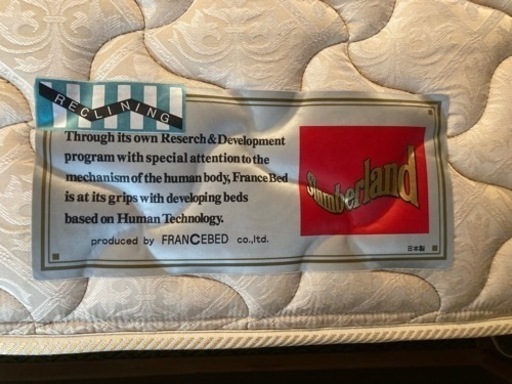 RECLINING
Through its own Reserch & Development
program with special attention to the
mechanism of the human body, France Bed
is at its grips with developing beds
based on Human Technology.
produced by FRANCEBED co.,ltd.
Slumberland
日本製